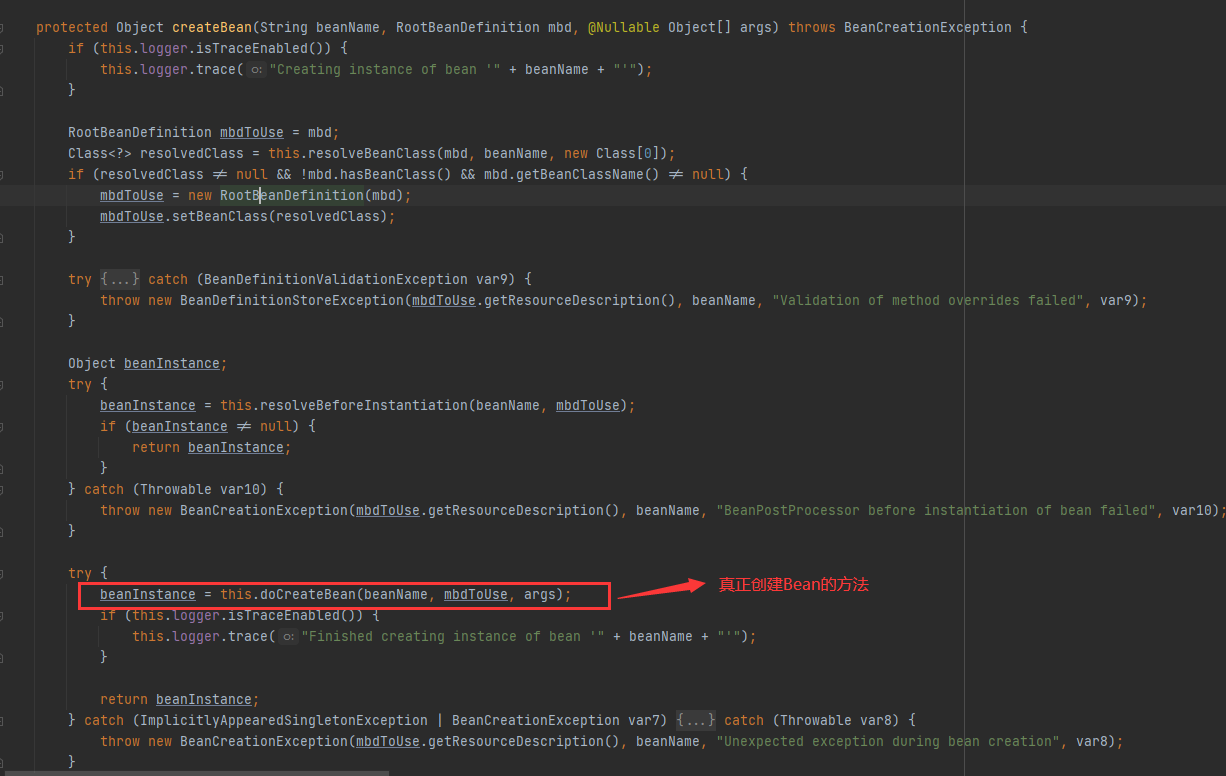 protected Object createBean(String beanName, RootBeanDefinition mbd, @Nullable Object[] args) throws BeanCreationException {
if (this.logger.isTraceEnabled()) {
this.logger.trace( o: "Creating instance of bean '" + beanName + "'");
}
RootBeanDefinition mbdToUse = mbd;
Class<?> resolvedClass = this.resolveBeanClass(mbd, beanName, new Class[0]);
if (resolvedClass ≠ null && !mbd.hasBeanClass() && mbd.getBeanClassName() ≠ null) {
mbdToUse = new RootBeanDefinition(mbd);
mbdToUse.setBeanClass(resolvedClass);
}
try {...} catch (BeanDefinitionValidationException var9) {
throw new BeanDefinitionStoreException(mbdToUse.getResourceDescription(), beanName, "Validation of method overrides failed", var9);
}
Object beanInstance;
try {
beanInstance = this.resolveBeforeInstantiation(beanName, mbdToUse);
if (beanInstance ≠ null) {
return beanInstance;
}
} catch (Throwable var10) {
throw new BeanCreationException(mbdToUse.getResourceDescription(), beanName, "BeanPostProcessor before instantiation of bean failed", var10);
}
try {
beanInstance = this.doCreateBean(beanName, mbdToUse, args); 真正创建Bean的方法
if (this.logger.isTraceEnabled()) {
this.logger.trace( o: "Finished creating instance of bean '" + beanName + "'");
}
return beanInstance;
} catch (ImplicitlyAppearedSingletonException | BeanCreationException var7) {...} catch (Throwable var8) {
throw new BeanCreationException(mbdToUse.getResourceDescription(), beanName, "Unexpected exception during bean creation", var8);
}